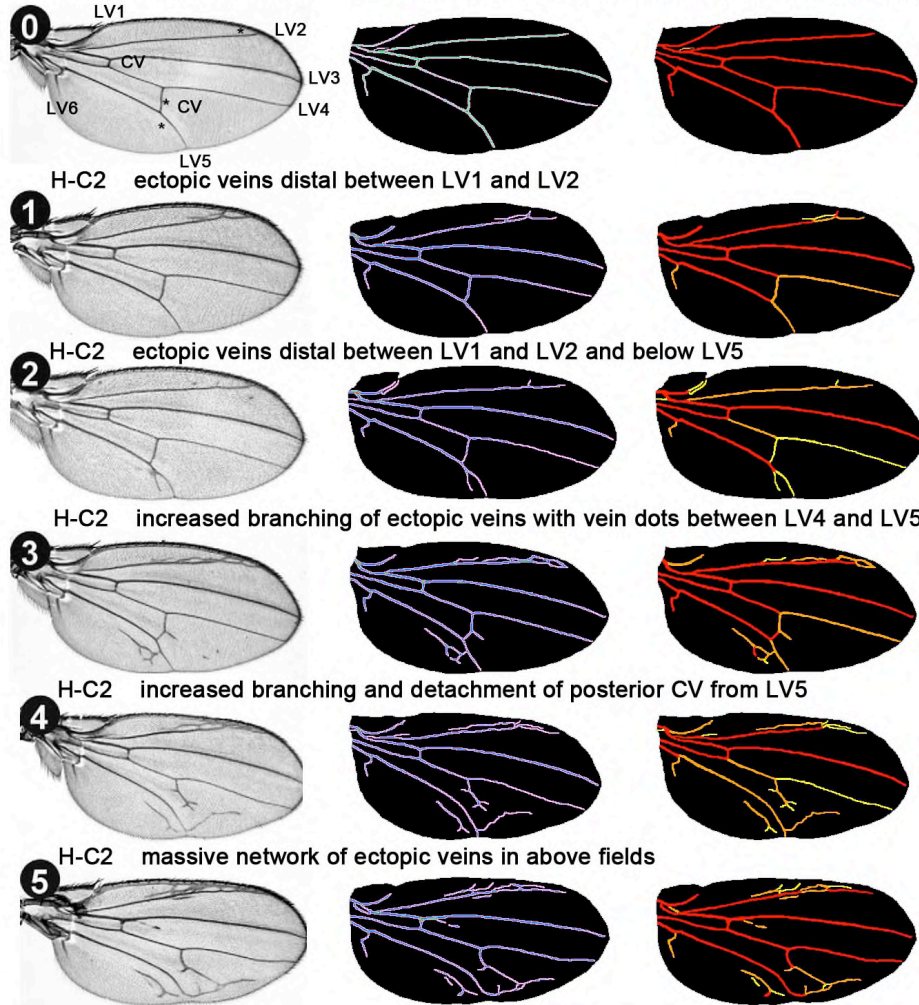 0
LV1
*
LV2
CV
LV3
LV6
*
CV
LV4
*
LV5
H-C2 ectopic veins distal between LV1 and LV2
1
H-C2 ectopic veins distal between LV1 and LV2 and below LV5
2
H-C2 increased branching of ectopic veins with vein dots between LV4 and LV5
3
H-C2 increased branching and detachment of posterior CV from LV5
4
H-C2 massive network of ectopic veins in above fields
5